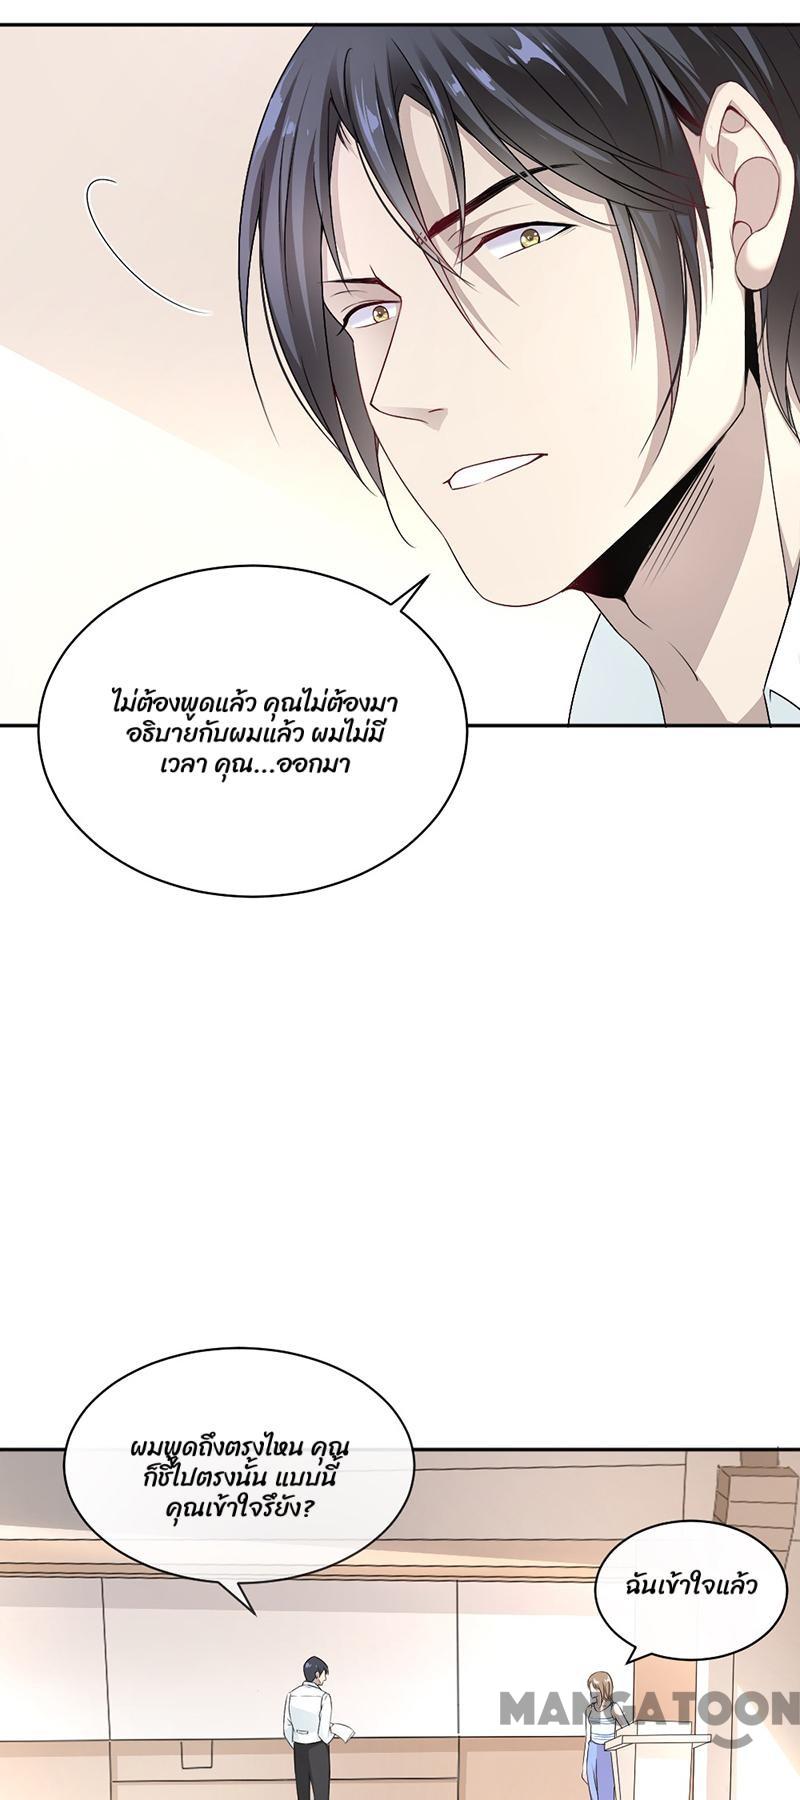 ไม่ต้องพูดแล้ว คุณไม่ต้องมา
อธิบายกับผมแล้ว ผมไม่มี
เวลา คุณ...ออกมา
ผมพูดถึงตรงไหน คุณ
ก็ชี้ไปตรงนั้น แบบนี้
คุณเข้าใจรึยัง?
ฉันเข้าใจแล้ว
MANGATOON